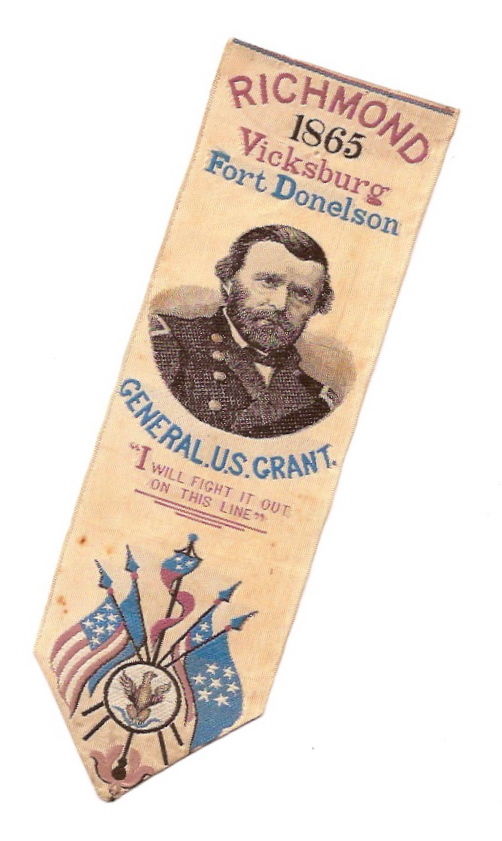 RICHMOND
1865
Vicksburg
Fort Donelson
GENERAL.U.S.GRANT.
"I WILL FIGHT IT OUT
ON THIS LINE"